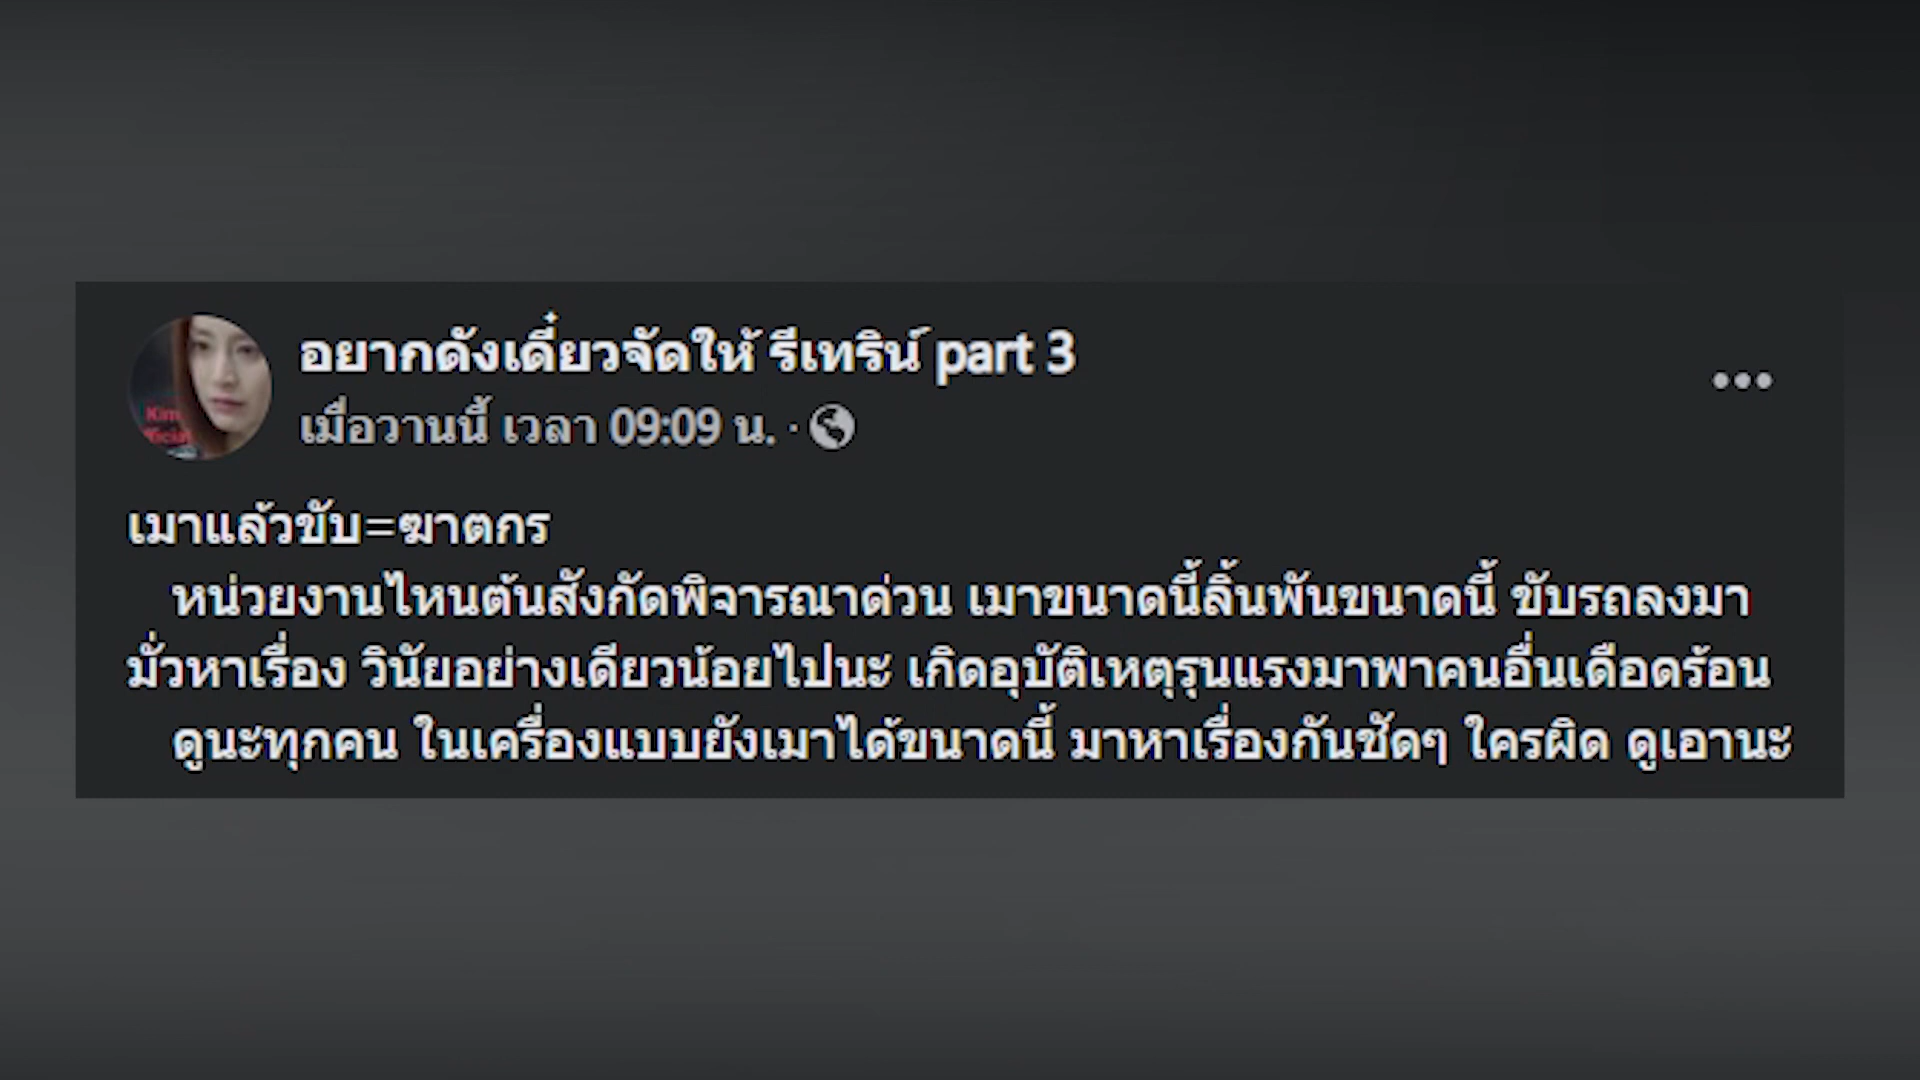 อยากดังเดี๋ยวจัดให้ รีเทริน์ part 3
เมื่อวานนี้ เวลา 09:09 น. ·
Kim
เมาแล้วขับ=ฆาตกร
หน่วยงานไหนต้นสังกัดพิจารณาด่วน เมาขนาดนี้ลิ้นพันขนาดนี้ ขับรถลงมา
มั่วหาเรื่อง วินัยอย่างเดียวน้อยไปนะ เกิดอุบัติเหตุรุนแรงมาพาคนอื่นเดือดร้อน
ดูนะทุกคน ในเครื่องแบบยังเมาได้ขนาดนี้ มาหาเรื่องกันชัดๆ ใครผิด ดูเอานะ